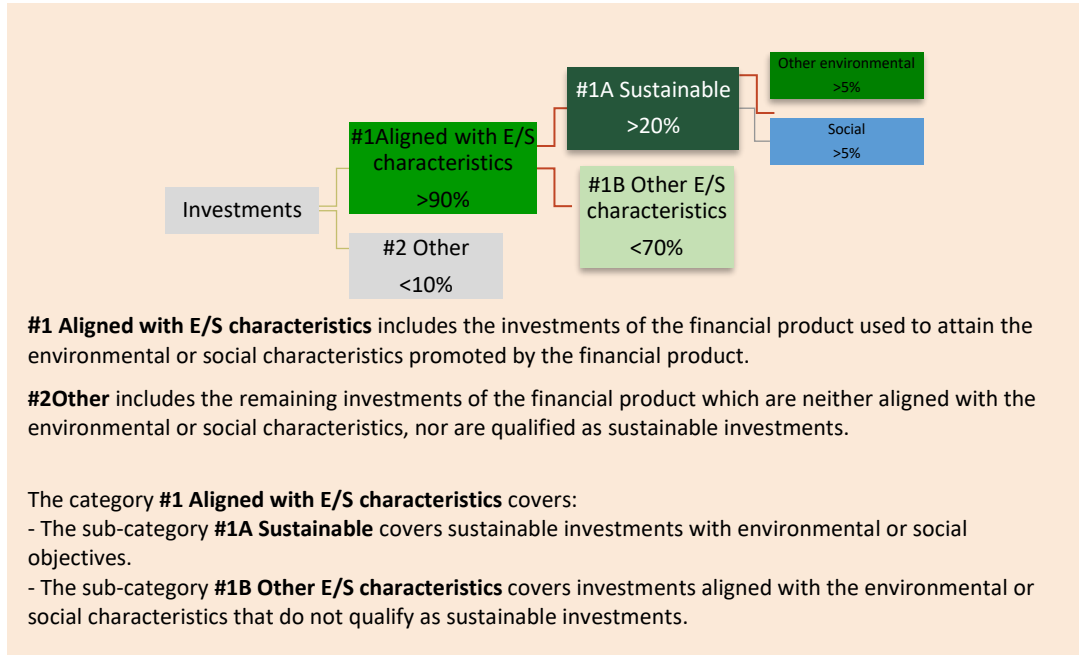 Other environmental
>5%
#1A Sustainable
>20%
Social
>5%
#1Aligned with E/S
characteristics
>90%
#1B Other E/S
characteristics
<70%
Investments
#2 Other
<10%
#1 Aligned with E/S characteristics includes the investments of the financial product used to attain the
environmental or social characteristics promoted by the financial product.
#2Other includes the remaining investments of the financial product which are neither aligned with the
environmental or social characteristics, nor are qualified as sustainable investments.
The category #1 Aligned with E/S characteristics covers:
- The sub-category #1A Sustainable covers sustainable investments with environmental or social
objectives.
- The sub-category #1B Other E/S characteristics covers investments aligned with the environmental or
social characteristics that do not qualify as sustainable investments.